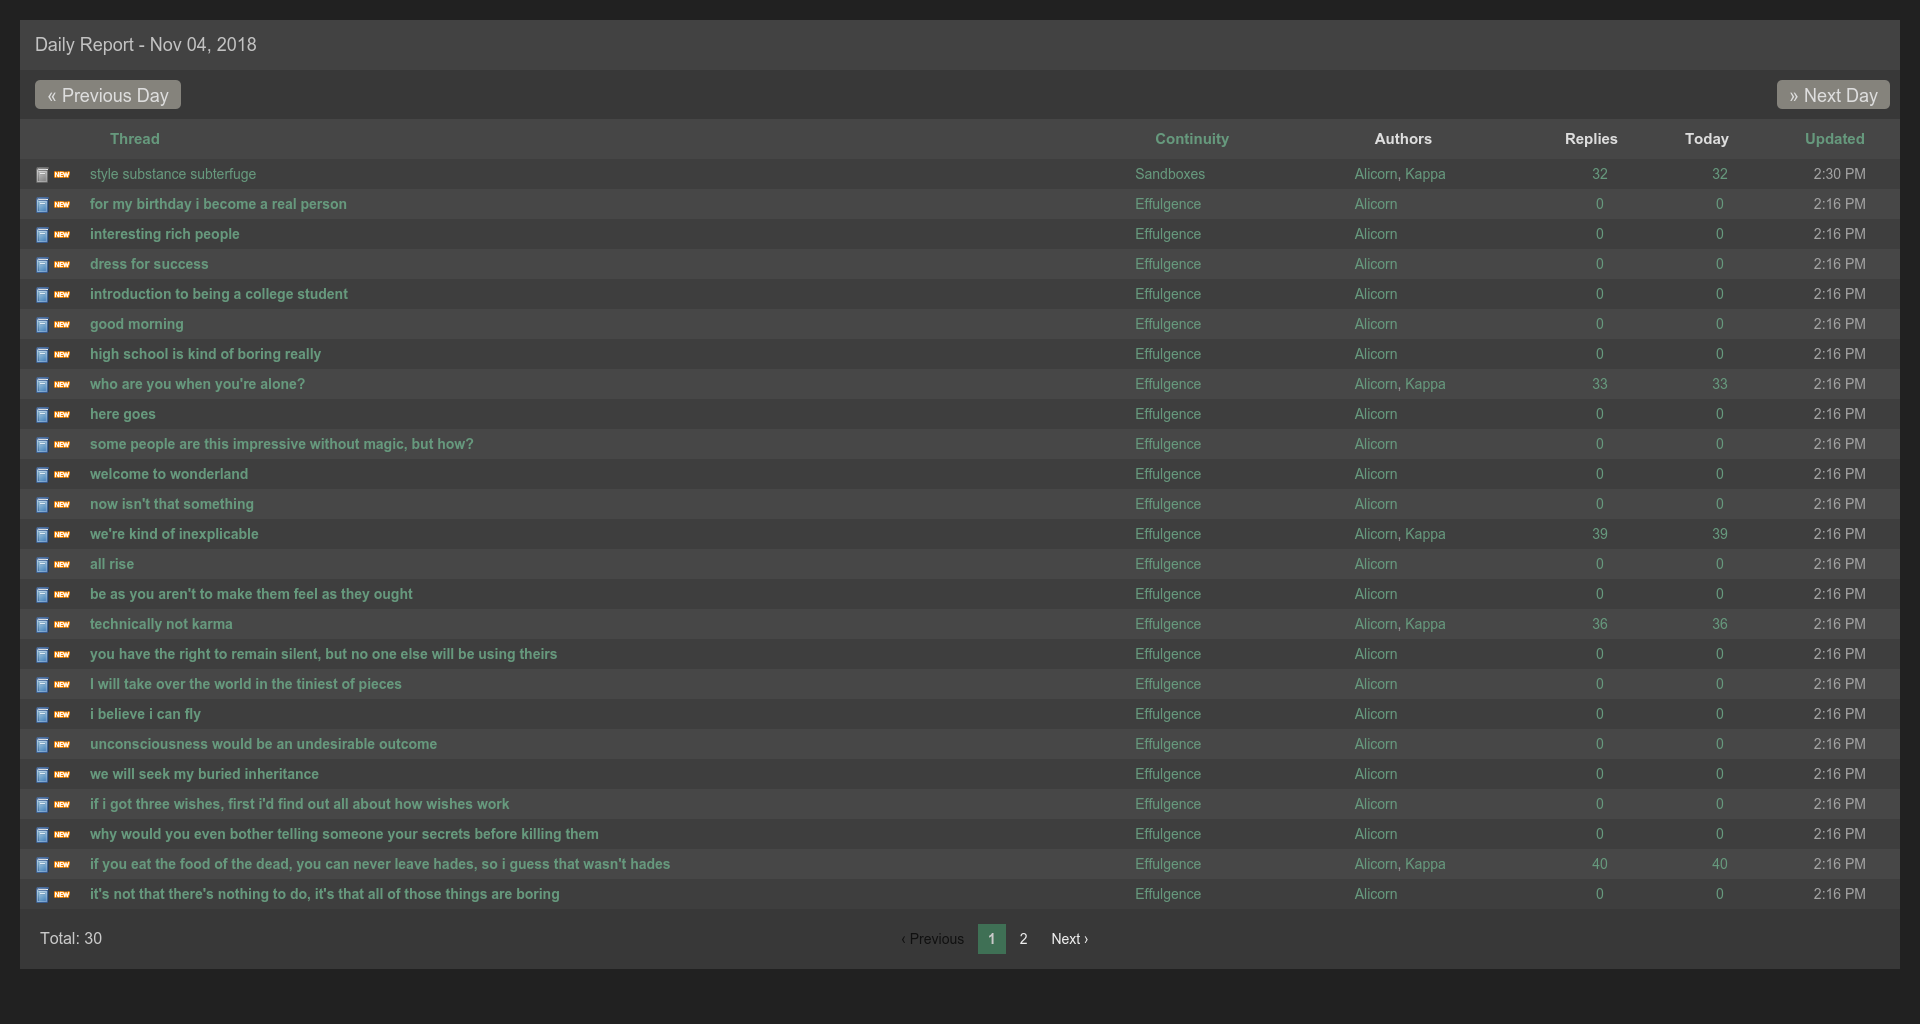 Daily Report - Nov 04, 2018
« Previous Day » Next Day
Thread Continuity Authors Replies Today Updated
NEW style substance subterfuge Sandboxes Alicorn, Kappa 32 32 2:30 PM
NEW for my birthday i become a real person Effulgence Alicorn 0 0 2:16 PM
NEW interesting rich people Effulgence Alicorn 0 0 2:16 PM
NEW dress for success Effulgence Alicorn 0 0 2:16 PM
NEW introduction to being a college student Effulgence Alicorn 0 0 2:16 PM
NEW good morning Effulgence Alicorn 0 0 2:16 PM
NEW high school is kind of boring really Effulgence Alicorn 0 0 2:16 PM
NEW who are you when you're alone? Effulgence Alicorn, Kappa 33 33 2:16 PM
NEW here goes Effulgence Alicorn 0 0 2:16 PM
NEW some people are this impressive without magic, but how? Effulgence Alicorn 0 0 2:16 PM
NEW welcome to wonderland Effulgence Alicorn 0 0 2:16 PM
NEW now isn't that something Effulgence Alicorn 0 0 2:16 PM
NEW we're kind of inexplicable Effulgence Alicorn, Kappa 39 39 2:16 PM
NEW all rise Effulgence Alicorn 0 0 2:16 PM
NEW be as you aren't to make them feel as they ought Effulgence Alicorn 0 0 2:16 PM
NEW technically not karma Effulgence Alicorn, Kappa 36 36 2:16 PM
NEW you have the right to remain silent, but no one else will be using theirs Effulgence Alicorn 0 0 2:16 PM
NEW I will take over the world in the tiniest of pieces Effulgence Alicorn 0 0 2:16 PM
NEW i believe i can fly Effulgence Alicorn 0 0 2:16 PM
NEW unconsciousness would be an undesirable outcome Effulgence Alicorn 0 0 2:16 PM
NEW we will seek my buried inheritance Effulgence Alicorn 0 0 2:16 PM
NEW if i got three wishes, first i'd find out all about how wishes work Effulgence Alicorn 0 0 2:16 PM
NEW why would you even bother telling someone your secrets before killing them Effulgence Alicorn 0 0 2:16 PM
NEW if you eat the food of the dead, you can never leave hades, so i guess that wasn't hades Effulgence Alicorn, Kappa 40 40 2:16 PM
NEW it's not that there's nothing to do, it's that all of those things are boring Effulgence Alicorn 0 0 2:16 PM
Total: 30 ‹ Previous 1 2 Next ›